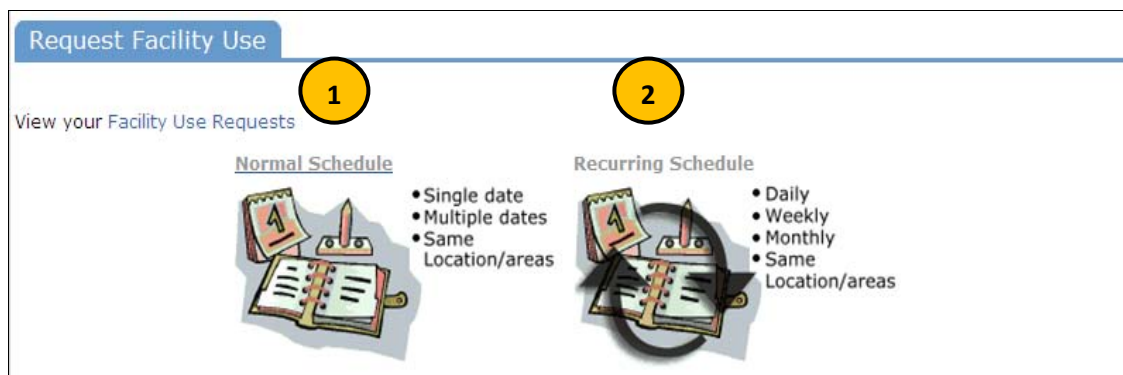 Request Facility Use
1
2
View your Facility Use Requests
Normal Schedule
• Single date
• Multiple dates
• Same
Location/areas
Recurring Schedule
• Daily
• Weekly
• Monthly
• Same
Location/areas